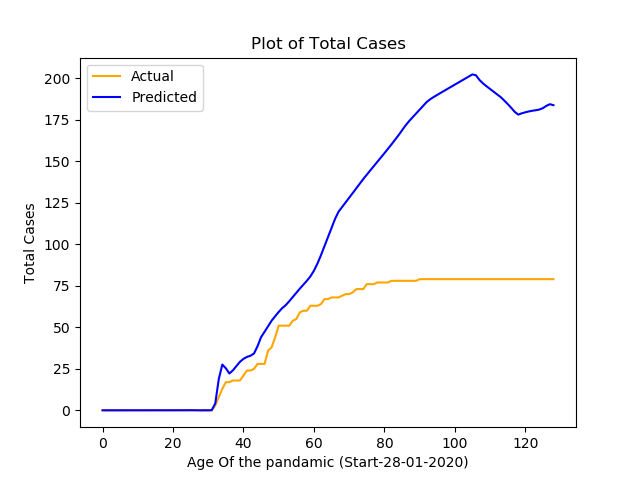 Plot of Total Cases
Actual
Predicted
200
175
150
125
100
75
50
25
0
Total Cases
0 20 40 60 80 100 120
Age Of the pandamic (Start-28-01-2020)